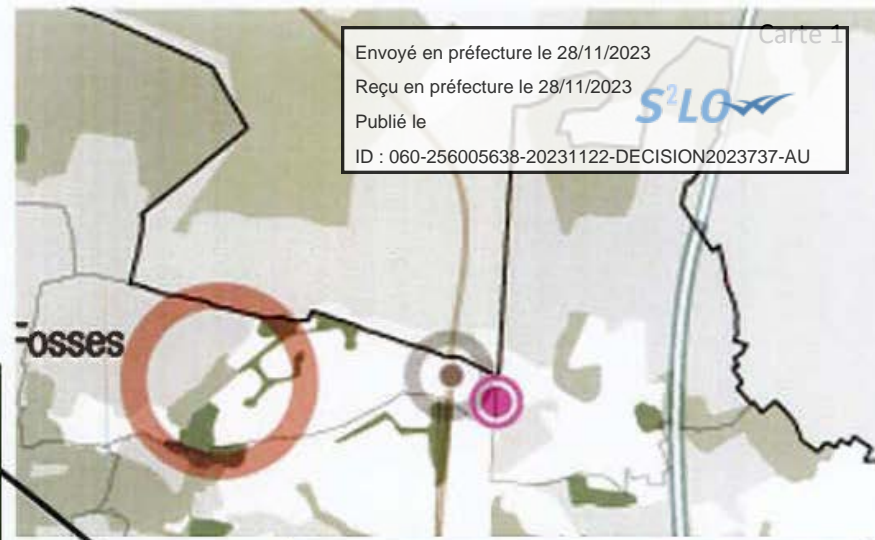 Carte 1
Envoyé en préfecture le 28/11/2023
Reçu en préfecture le 28/11/2023
S²LO
Publié le
ID : 060-256005638-20231122-DECISION2023737-AU
Fosses